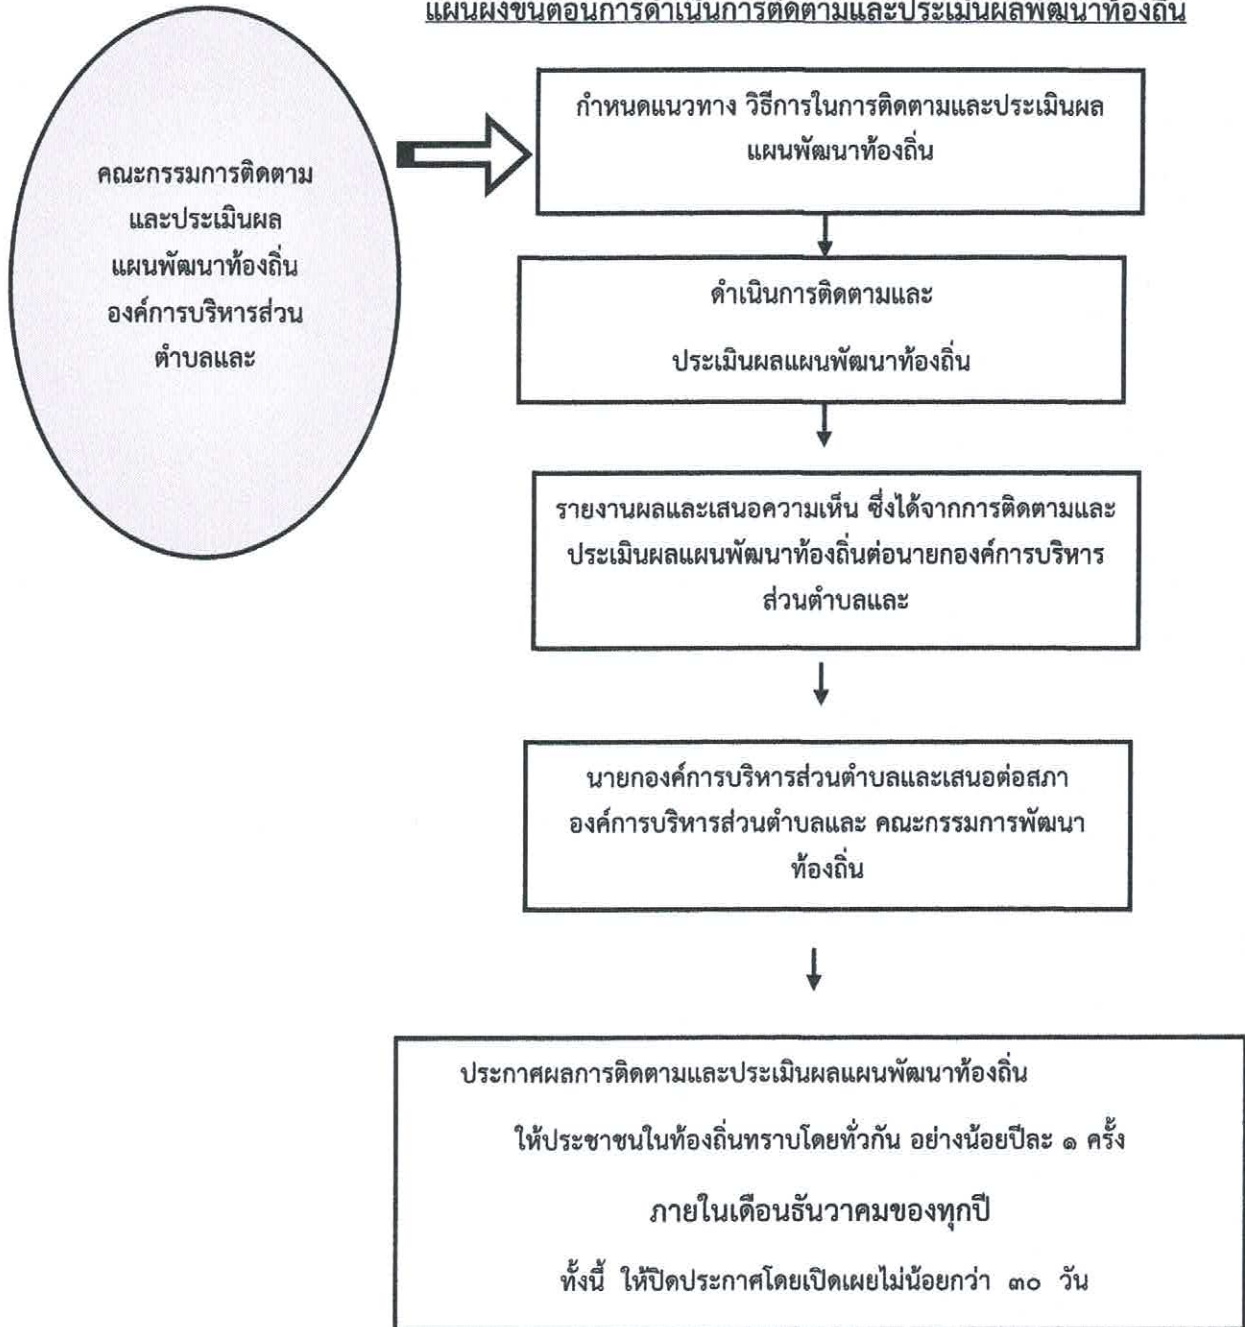 แผนผังขั้นตอนการดำเนินการติดตามและประเมินผลพัฒนาท้องถิ่น
คณะกรรมการติดตาม
และประเมินผล
แผนพัฒนาท้องถิ่น
องค์การบริหารส่วน
ตำบลและ
กำหนดแนวทาง วิธีการในการติดตามและประเมินผล
แผนพัฒนาท้องถิ่น
ดำเนินการติดตามและ
ประเมินผลแผนพัฒนาท้องถิ่น
รายงานผลและเสนอความเห็น ซึ่งได้จากการติดตามและ
ประเมินผลแผนพัฒนาท้องถิ่นต่อนายกองค์การบริหาร
ส่วนตำบลและ
นายกองค์การบริหารส่วนตำบลและเสนอต่อสภา
องค์การบริหารส่วนตำบลและ คณะกรรมการพัฒนา
ท้องถิ่น
ประกาศผลการติดตามและประเมินผลแผนพัฒนาท้องถิ่น
ให้ประชาชนในท้องถิ่นทราบโดยทั่วกัน อย่างน้อยปีละ ๑ ครั้ง
ภายในเดือนธันวาคมของทุกปี
ทั้งนี้ ให้ปิดประกาศโดยเปิดเผยไม่น้อยกว่า ๓๐ วัน